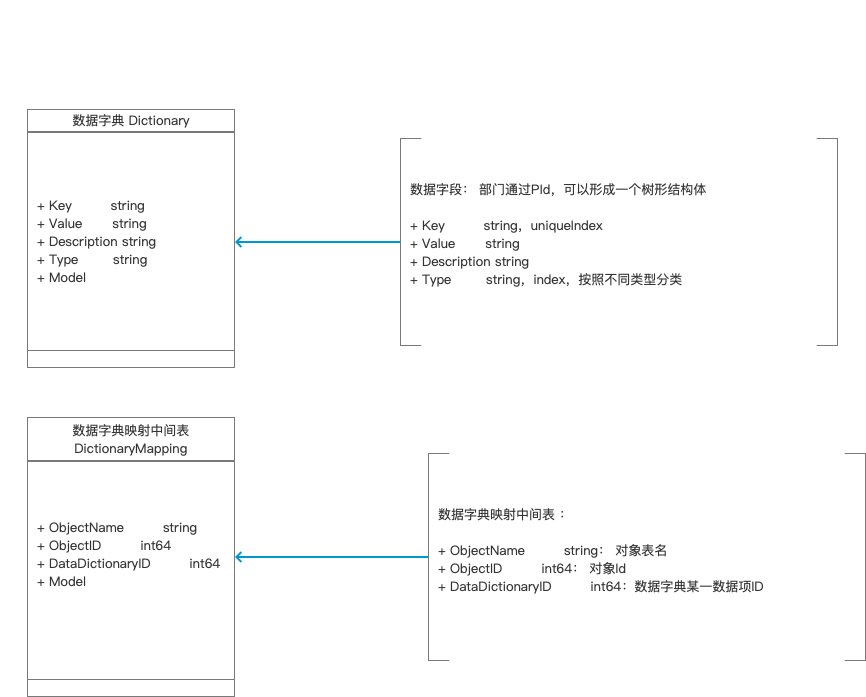 数据字典 Dictionary
+ Key string
+ Value string
+ Description string
+ Type string
+ Model
数据字段： 部门通过PId，可以形成一个树形结构体
+ Key string，uniqueIndex
+ Value string
+ Description string
+ Type string，index，按照不同类型分类
数据字典映射中间表
DictionaryMapping
+ ObjectName string
+ ObjectID int64
+ DataDictionaryID int64
+ Model
数据字典映射中间表：
+ ObjectName string： 对象表名
+ ObjectID int64： 对象Id
+ DataDictionaryID int64：数据字典某一数据项ID